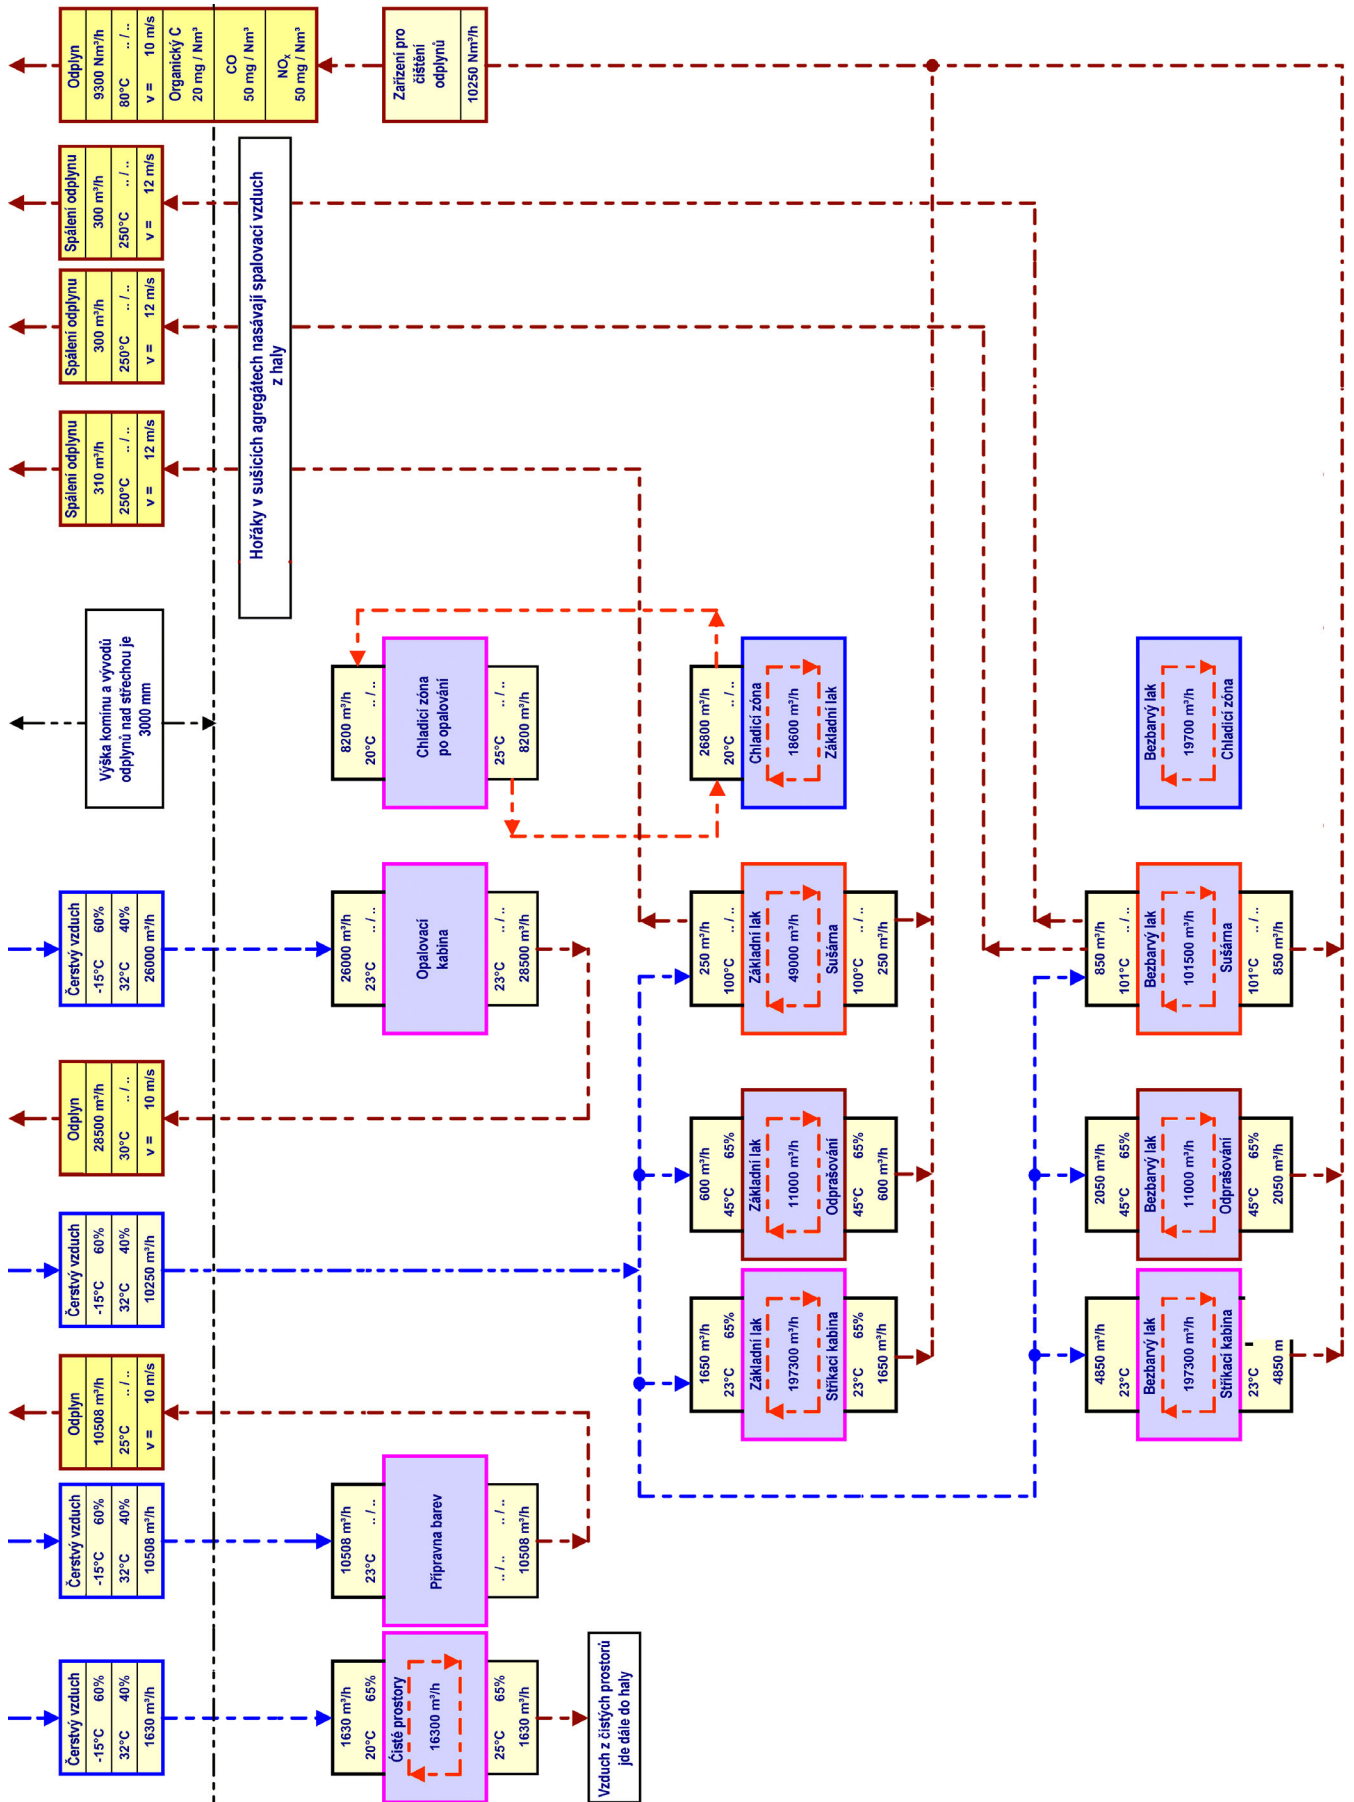 Čerstvý vzduch
-15°C 60%
32°C 40%
1630 m³/h
Čerstvý vzduch
-15°C 60%
32°C 40%
10508 m³/h
Odplyn
10508 m³/h
25°C .. / ..
v = 10 m/s
Čerstvý vzduch
-15°C 60%
32°C 40%
10250 m³/h
Odplyn
28500 m³/h
30°C .. / ..
v = 10 m/s
Čerstvý vzduch
-15°C 60%
32°C 40%
26000 m³/h
Výška komínu a vývodů
odplynů nad střechou je
3000 mm
Spálení odplynu
310 m³/h
250°C .. / ..
v = 12 m/s
Spálení odplynu
300 m³/h
250°C .. / ..
v = 12 m/s
Spálení odplynu
300 m³/h
250°C .. / ..
v = 12 m/s
Odplyn
9300 Nm³/h
80°C .. / ..
v = 10 m/s
Organický C
20 mg / Nm³
CO
50 mg / Nm³
NOₓ
50 mg / Nm³
Hořáky v sušicích agregátech nasávají spalovací vzduch
z haly
1630 m³/h
20°C 65%
Čisté prostory
16300 m³/h
25°C 65%
1630 m³/h
Vzduch z čistých prostorů
jde dále do haly
10508 m³/h
23°C .. / ..
Přípravna barev
.. / .. .. / ..
10508 m³/h
26000 m³/h
23°C .. / ..
Opalovací
kabina
23°C .. / ..
28500 m³/h
8200 m³/h
20°C .. / ..
Chladicí zóna
po opalování
25°C .. / ..
8200 m³/h
Zařízení pro
čištění
odplynů
10250 Nm³/h
1650 m³/h
23°C 65%
Základní lak
197300 m³/h
Stříkací kabina
23°C 65%
1650 m³/h
600 m³/h
45°C 65%
Základní lak
11000 m³/h
Odprašování
45°C 65%
600 m³/h
250 m³/h
100°C .. / ..
Základní lak
49000 m³/h
Sušárna
100°C .. / ..
250 m³/h
26800 m³/h
20°C .. / ..
Chladicí zóna
18600 m³/h
Základní lak
4850 m³/h
23°C
Bezbarvý lak
197300 m³/h
Stříkací kabina
23°C
4850 m
2050 m³/h
45°C 65%
Bezbarvý lak
11000 m³/h
Odprašování
45°C 65%
2050 m³/h
850 m³/h
101°C .. / ..
Bezbarvý lak
101500 m³/h
Sušárna
101°C .. / ..
850 m³/h
Bezbarvý lak
19700 m³/h
Chladicí zóna